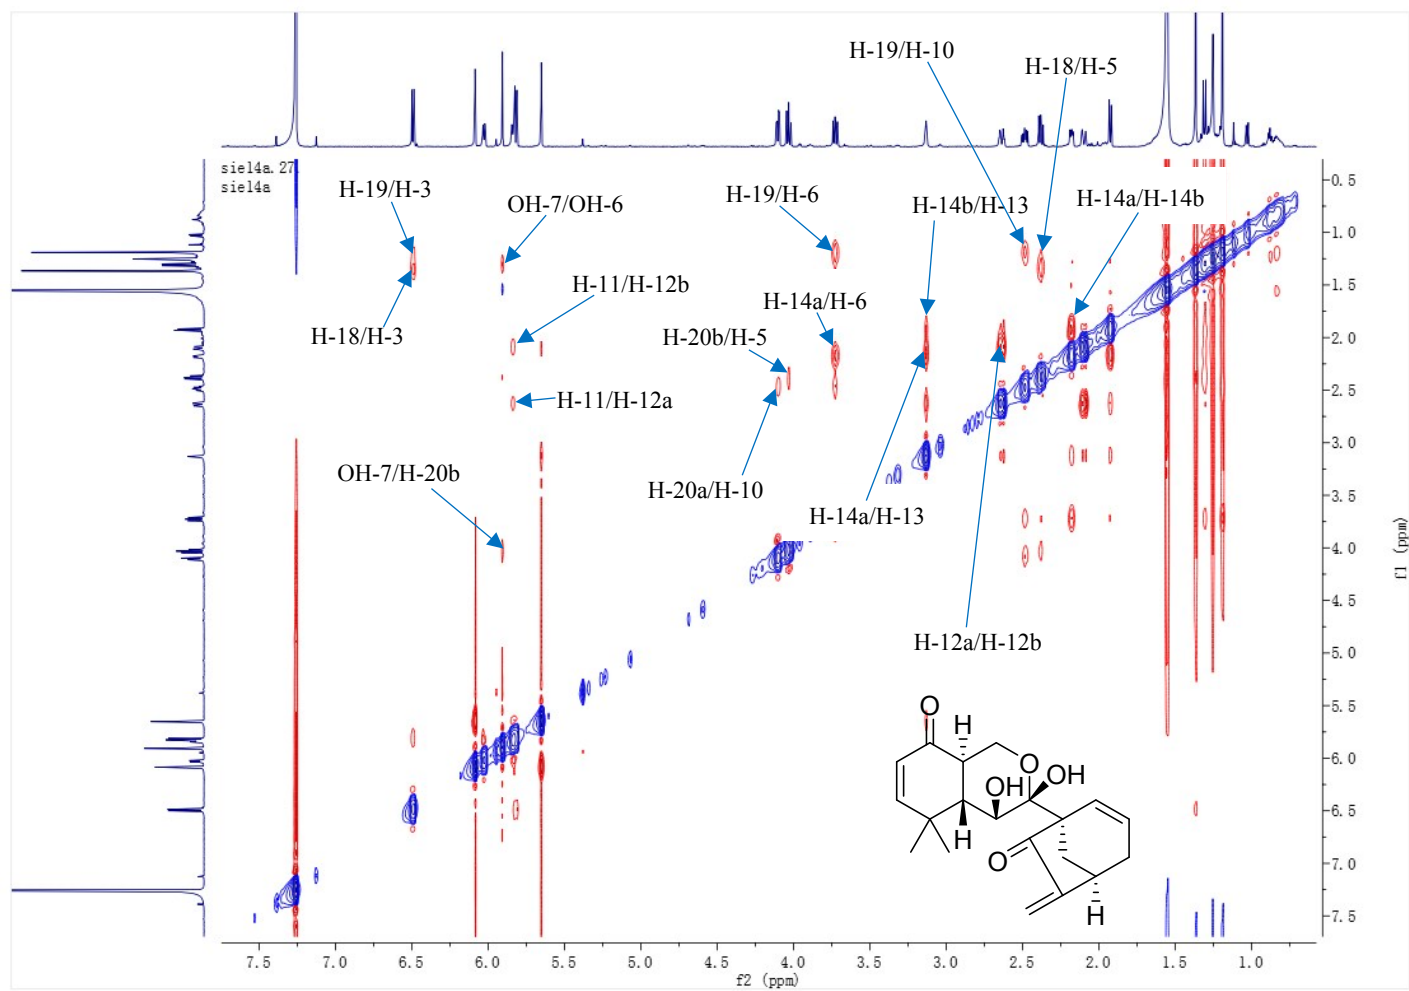 H-19/H-10
H-18/H-5
sie14a. 27
sie14a
H-19/H-3
OH-7/OH-6
H-19/H-6
H-14b/H-13
H-14a/H-14b
H-11/H-12b
H-14a/H-6
H-18/H-3
H-20b/H-5
H-11/H-12a
OH-7/H-20b
H-20a/H-10
H-14a/H-13
H-12a/H-12b
0.5
1.0
1.5
2.0
2.5
3.0
3.5
4.0
4.5
5.0
5.5
6.0
6.5
7.0
7.5
f1 (ppm)
O
H
O
OH
OH
H
O
H
7.5 7.0 6.5 6.0 5.5 5.0 4.5 4.0 3.5 3.0 2.5 2.0 1.5 1.0
f2 (ppm)